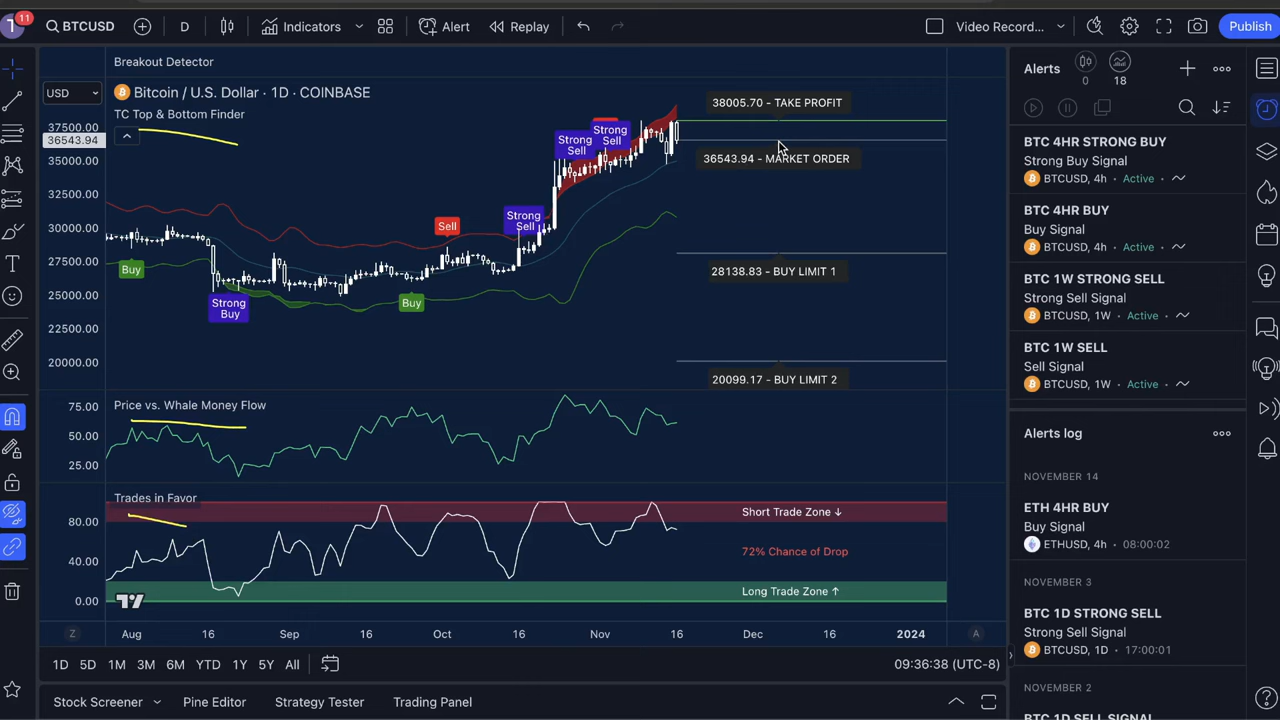 T
11
BTCUSD
D
Indicators
Alert
Replay
Video Record...
Publish
Breakout Detector
USD
Bitcoin / U.S. Dollar · 1D · COINBASE
TC Top & Bottom Finder
37500.00
36543.94
35000.00
32500.00
30000.00
27500.00
25000.00
22500.00
20000.00
Buy
Strong
Buy
Buy
Sell
Strong
Sell
Strong
Sell
Strong
Sell
38005.70 - TAKE PROFIT
36543.94 - MARKET ORDER
28138.83 - BUY LIMIT 1
20099.17 - BUY LIMIT 2
Price vs. Whale Money Flow
75.00
50.00
25.00
Trades in Favor
80.00
40.00
0.00
Short Trade Zone ↓
72% Chance of Drop
Long Trade Zone ↑
Z
Aug
16
Sep
16
Oct
16
Nov
16
Dec
16
2024
A
1D
5D
1M
3M
6M
YTD
1Y
5Y
All
09:36:38 (UTC-8)
Stock Screener
Pine Editor
Strategy Tester
Trading Panel
Alerts
0
18
BTC 4HR STRONG BUY
Strong Buy Signal
BTCUSD, 4h · Active
BTC 4HR BUY
Buy Signal
BTCUSD, 4h · Active
BTC 1W STRONG SELL
Strong Sell Signal
BTCUSD, 1W · Active
BTC 1W SELL
Sell Signal
BTCUSD, 1W · Active
Alerts log
NOVEMBER 14
ETH 4HR BUY
Buy Signal
ETHUSD, 4h · 08:00:02
NOVEMBER 3
BTC 1D STRONG SELL
Strong Sell Signal
BTCUSD, 1D · 17:00:01
NOVEMBER 2
BTC 1D SELL SIGNAL